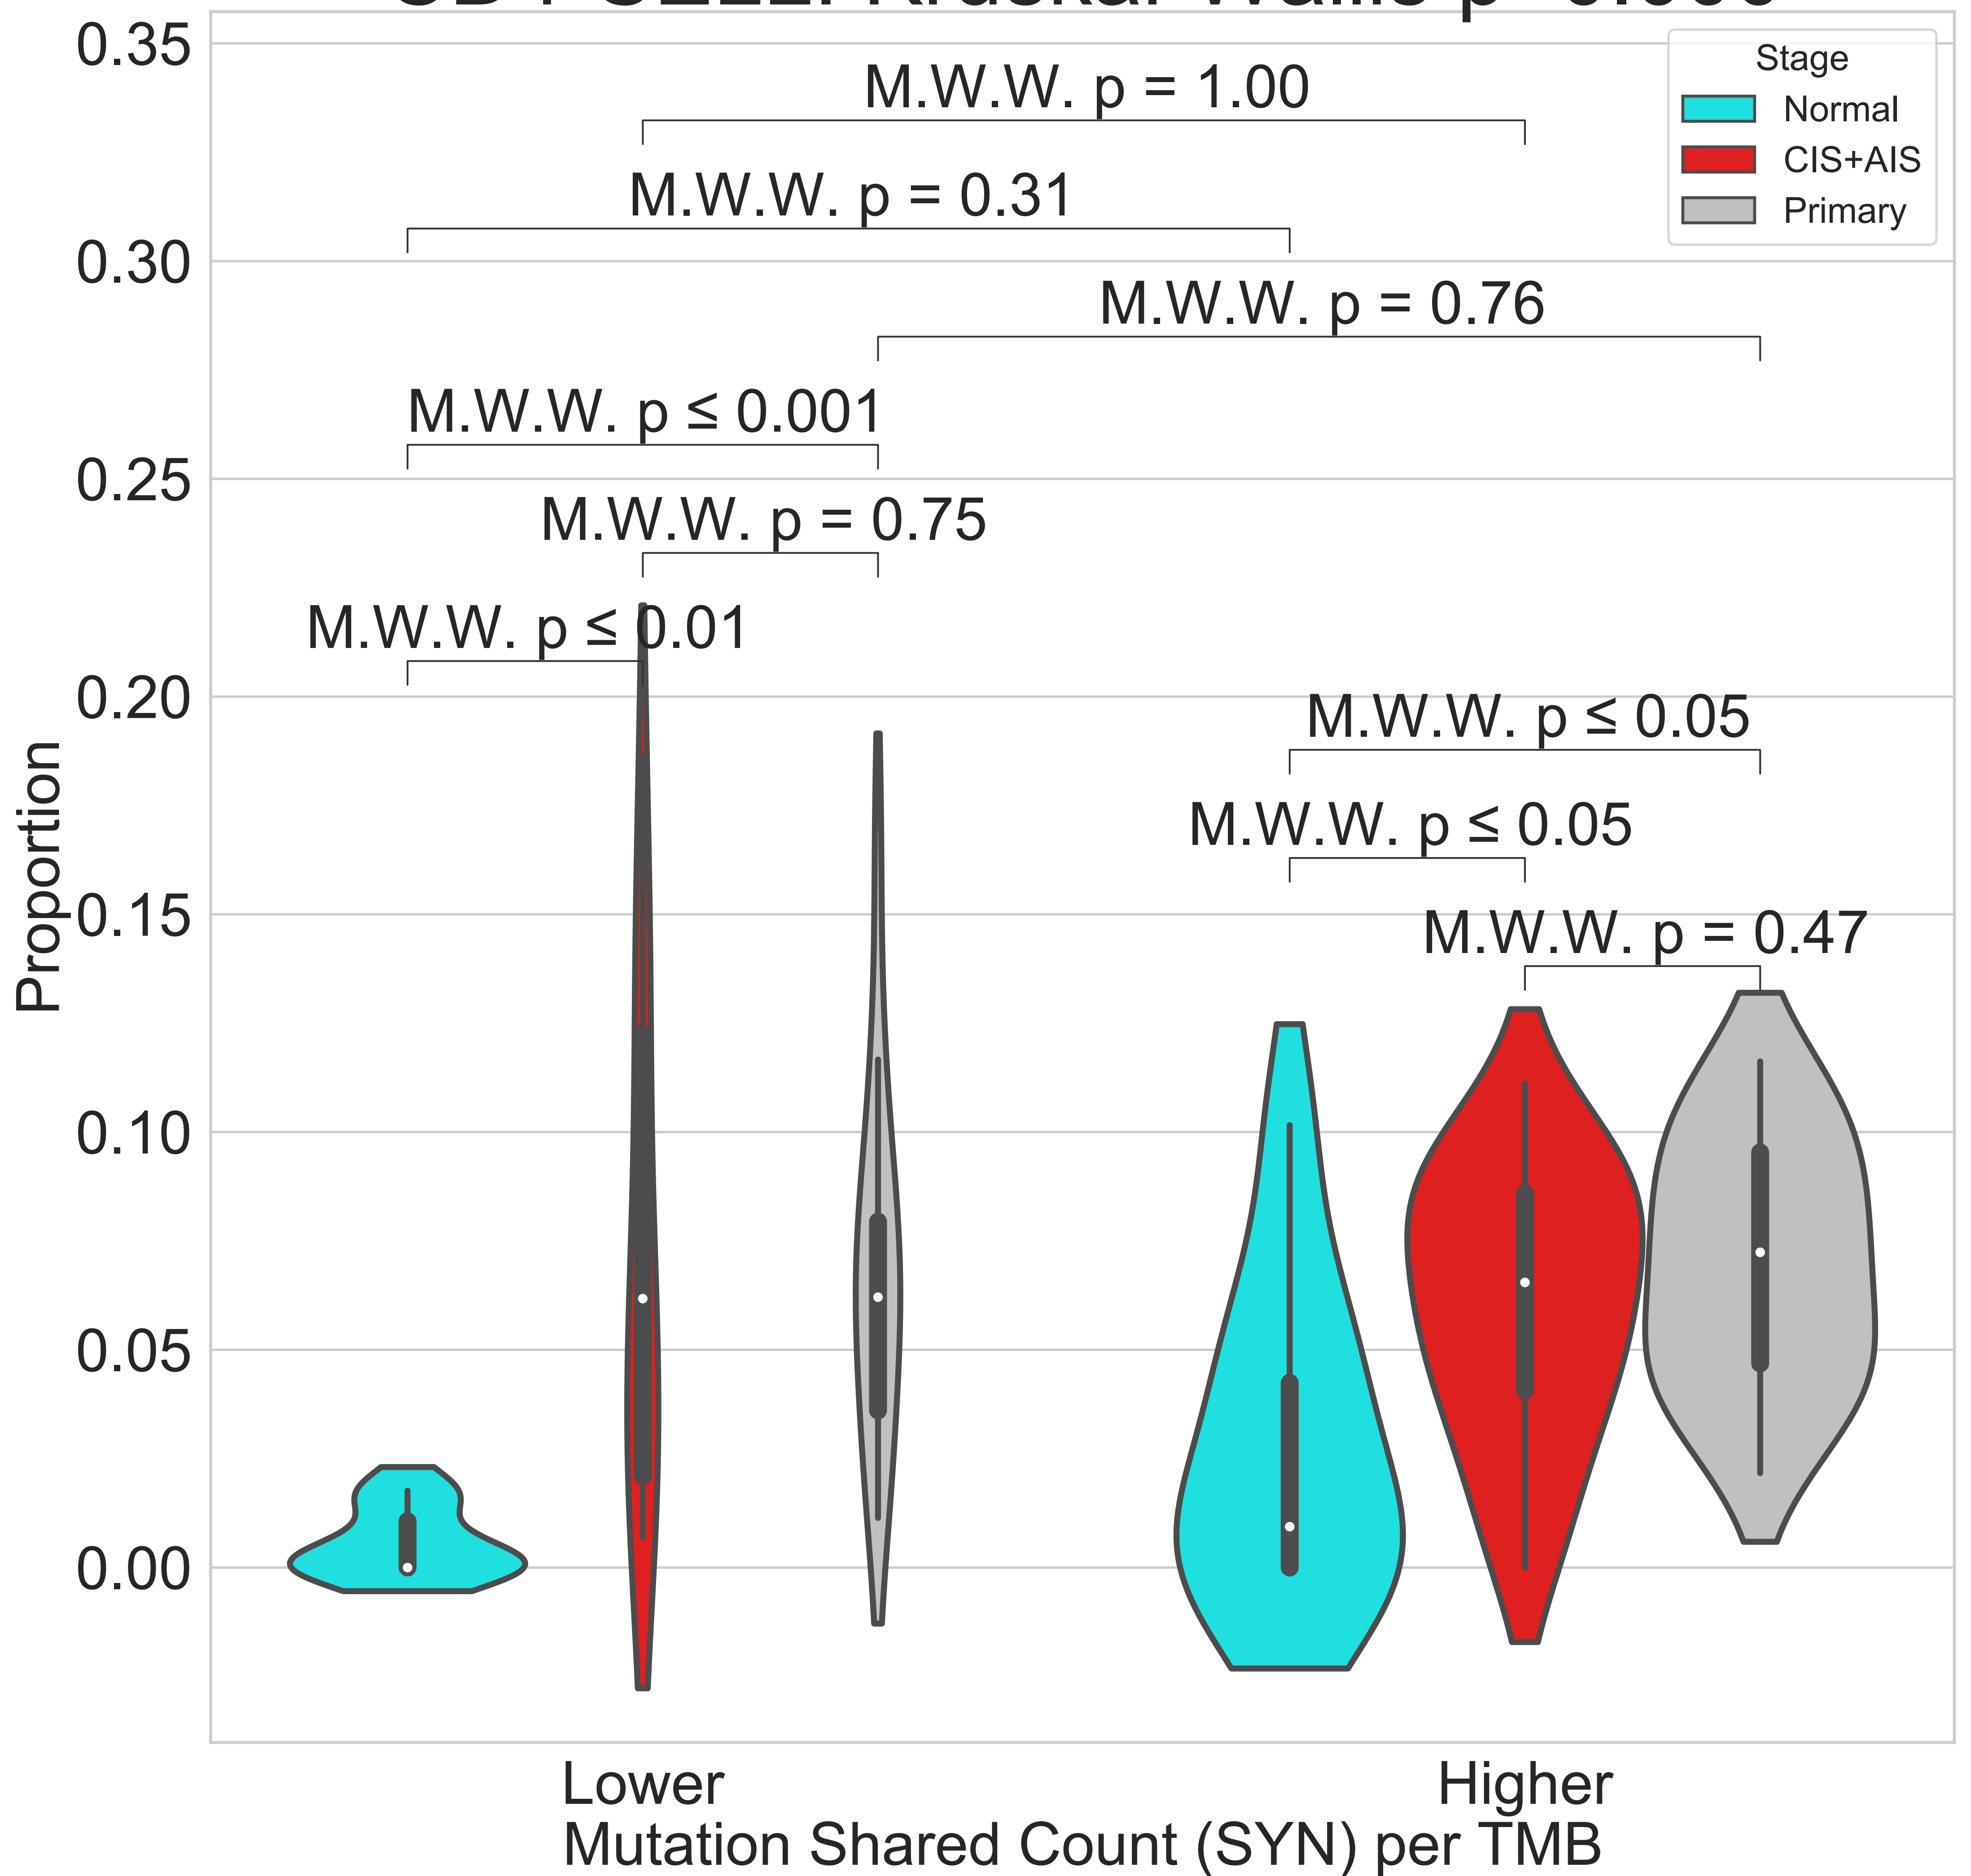 0.35
0.30
0.25
0.20
0.15
0.10
0.05
0.00
Proportion
M.W.W. p = 1.00
M.W.W. p = 0.31
M.W.W. p = 0.76
M.W.W. p ≤ 0.001
M.W.W. p = 0.75
M.W.W. p ≤ 0.01
M.W.W. p ≤ 0.05
M.W.W. p ≤ 0.05
M.W.W. p = 0.47
Stage
Normal
CIS+AIS
Primary
Lower
Higher
Mutation Shared Count (SYN) per TMB